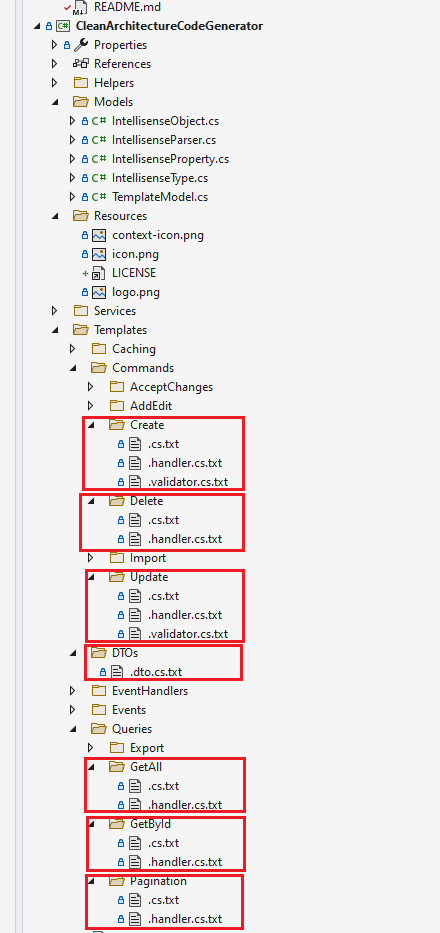 README.md
CleanArchitectureCodeGenerator
Properties
References
Helpers
Models
C# IntellisenseObject.cs
C# IntellisenseParser.cs
C# IntellisenseProperty.cs
C# IntellisenseType.cs
C# TemplateModel.cs
Resources
context-icon.png
icon.png
LICENSE
logo.png
Services
Templates
Caching
Commands
AcceptChanges
AddEdit
Create
.cs.txt
.handler.cs.txt
.validator.cs.txt
Delete
.cs.txt
.handler.cs.txt
Import
Update
.cs.txt
.handler.cs.txt
.validator.cs.txt
DTOs
.dto.cs.txt
EventHandlers
Events
Queries
Export
GetAll
.cs.txt
.handler.cs.txt
GetById
.cs.txt
.handler.cs.txt
Pagination
.cs.txt
.handler.cs.txt